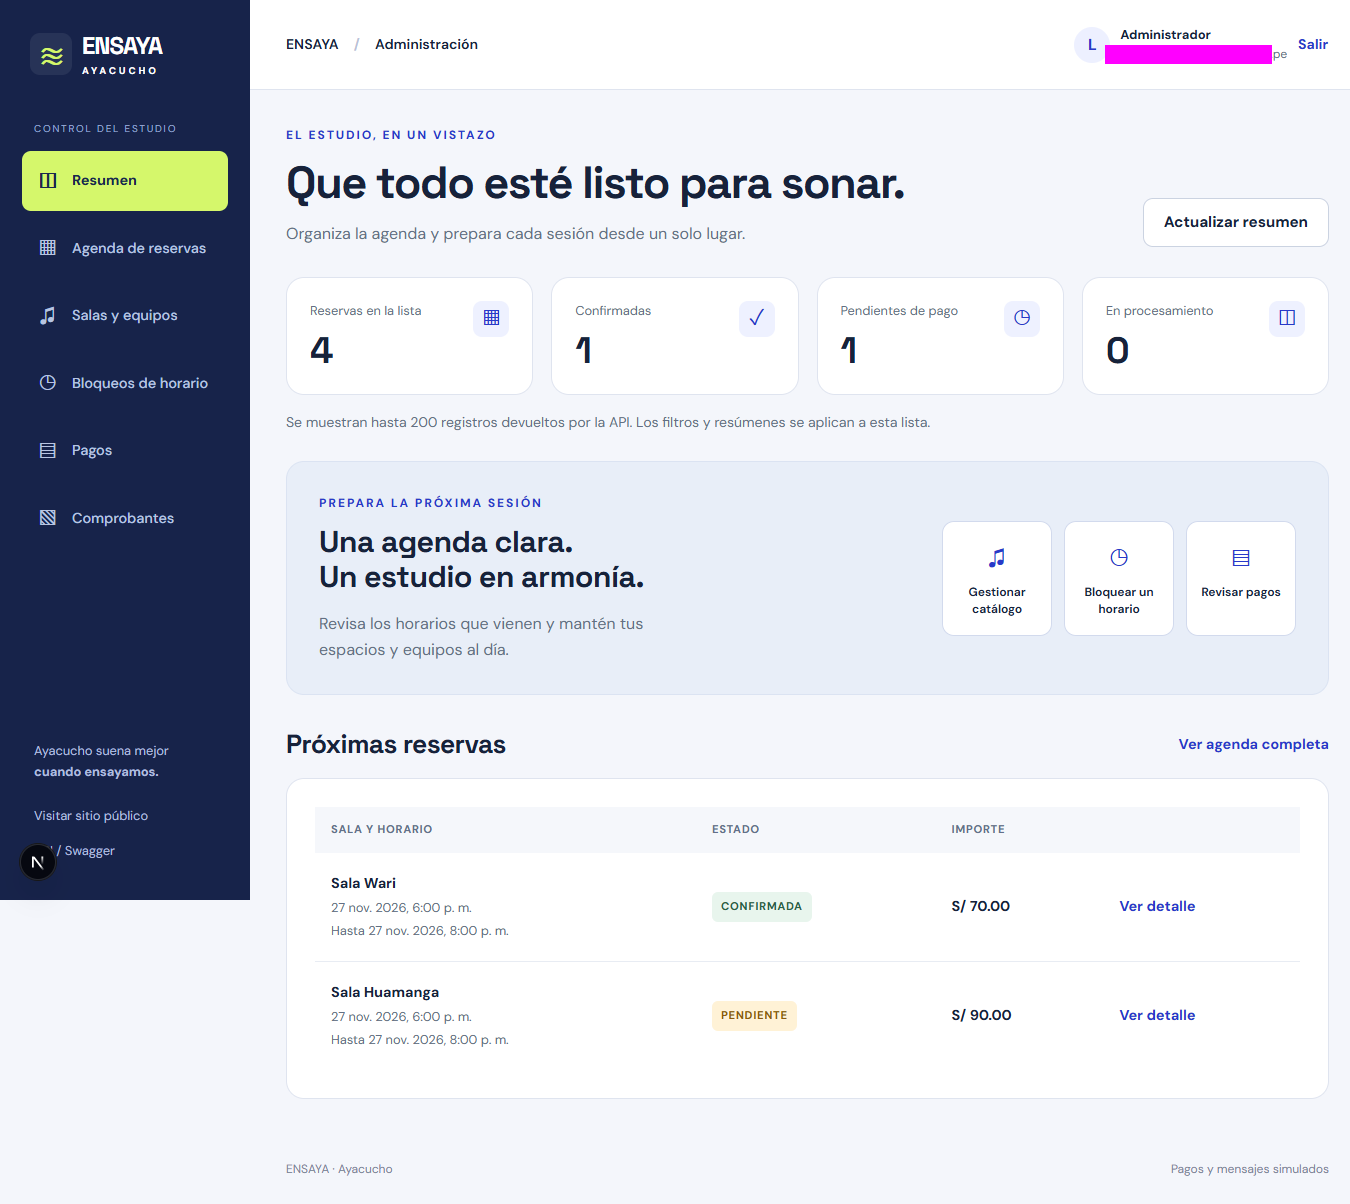 ENSAYA
AYACUCHO
CONTROL DEL ESTUDIO
Resumen
Agenda de reservas
Salas y equipos
Bloqueos de horario
Pagos
Comprobantes
Ayacucho suena mejor
cuando ensayamos.
Visitar sitio público
/ Swagger
N
ENSAYA / Administración
L
Administrador
pe
Salir
EL ESTUDIO, EN UN VISTAZO
Que todo esté listo para sonar.
Organiza la agenda y prepara cada sesión desde un solo lugar.
Actualizar resumen
Reservas en la lista
4
Confirmadas
1
Pendientes de pago
1
En procesamiento
0
Se muestran hasta 200 registros devueltos por la API. Los filtros y resúmenes se aplican a esta lista.
PREPARA LA PRÓXIMA SESIÓN
Una agenda clara.
Un estudio en armonía.
Revisa los horarios que vienen y mantén tus
espacios y equipos al día.
Gestionar
catálogo
Bloquear un
horario
Revisar pagos
Próximas reservas
Ver agenda completa
SALA Y HORARIO ESTADO IMPORTE
Sala Wari
27 nov. 2026, 6:00 p. m.
Hasta 27 nov. 2026, 8:00 p. m.
CONFIRMADA
S/ 70.00
Ver detalle
Sala Huamanga
27 nov. 2026, 6:00 p. m.
Hasta 27 nov. 2026, 8:00 p. m.
PENDIENTE
S/ 90.00
Ver detalle
ENSAYA · Ayacucho
Pagos y mensajes simulados